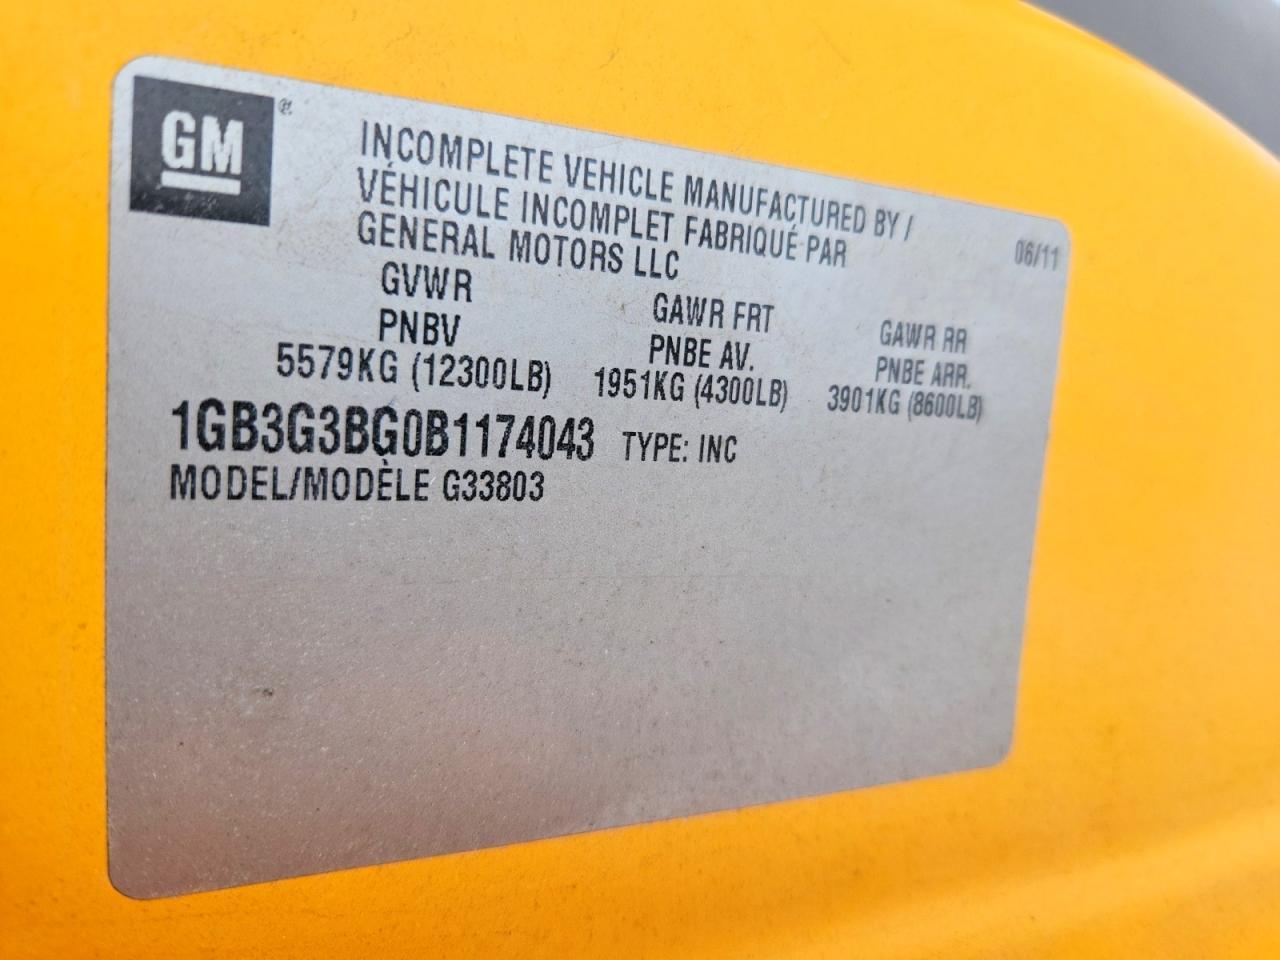 GM ®
INCOMPLETE VEHICLE MANUFACTURED BY /
VÉHICULE INCOMPLET FABRIQUÉ PAR
GENERAL MOTORS LLC
06/11
GVWR GAWR FRT GAWR RR
PNBV PNBE AV. PNBE ARR.
5579KG (12300LB) 1951KG (4300LB) 3901KG (8600LB)
1GB3G3BG0B1174043 TYPE: INC
MODEL/MODÈLE G33803